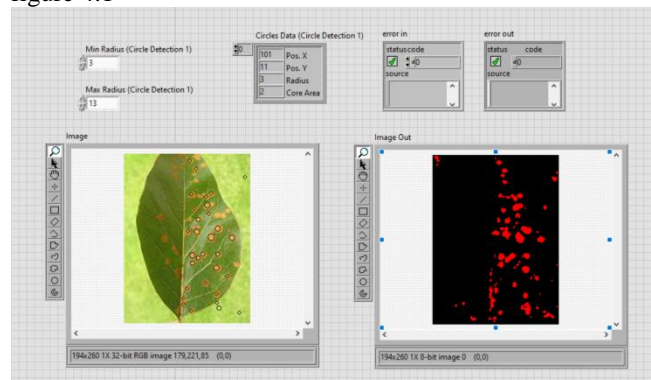 figure 4.1
Min Radius (Circle Detection 1)
3
Max Radius (Circle Detection 1)
13
Circles Data (Circle Detection 1)
0
101 Pos. X
11 Pos. Y
3 Radius
2 Core Area
error in
status code
0
source
error out
status code
0
source
Image
194x260 1X 32-bit RGB image 179,221,85 (0,0)
Image Out
194x260 1X 8-bit image 0 (0,0)